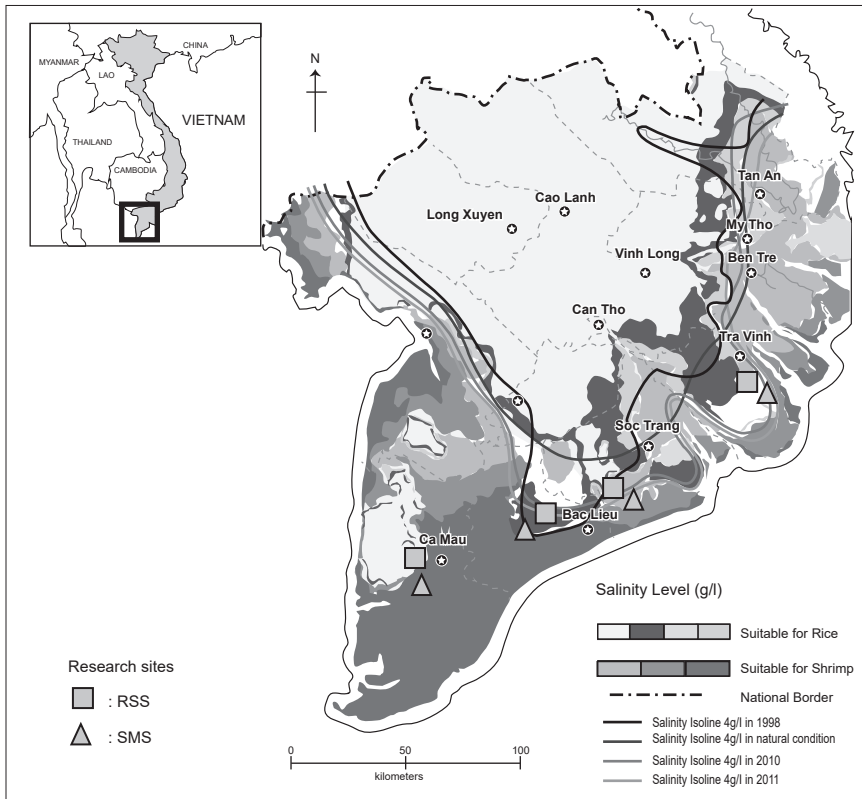 MYANMAR
CHINA
LAO
VIETNAM
THAILAND
CAMBODIA
N
Tan An
Cao Lanh
Long Xuyen
My Tho
Vinh Long
Ben Tre
Can Tho
Tra Vinh
Soc Trang
Bac Lieu
Ca Mau
Salinity Level (g/l)
Suitable for Rice
Suitable for Shrimp
National Border
Salinity Isoline 4g/l in 1998
Salinity Isoline 4g/l in natural condition
Salinity Isoline 4g/l in 2010
Salinity Isoline 4g/l in 2011
Research sites
: RSS
: SMS
0 50 100
kilometers